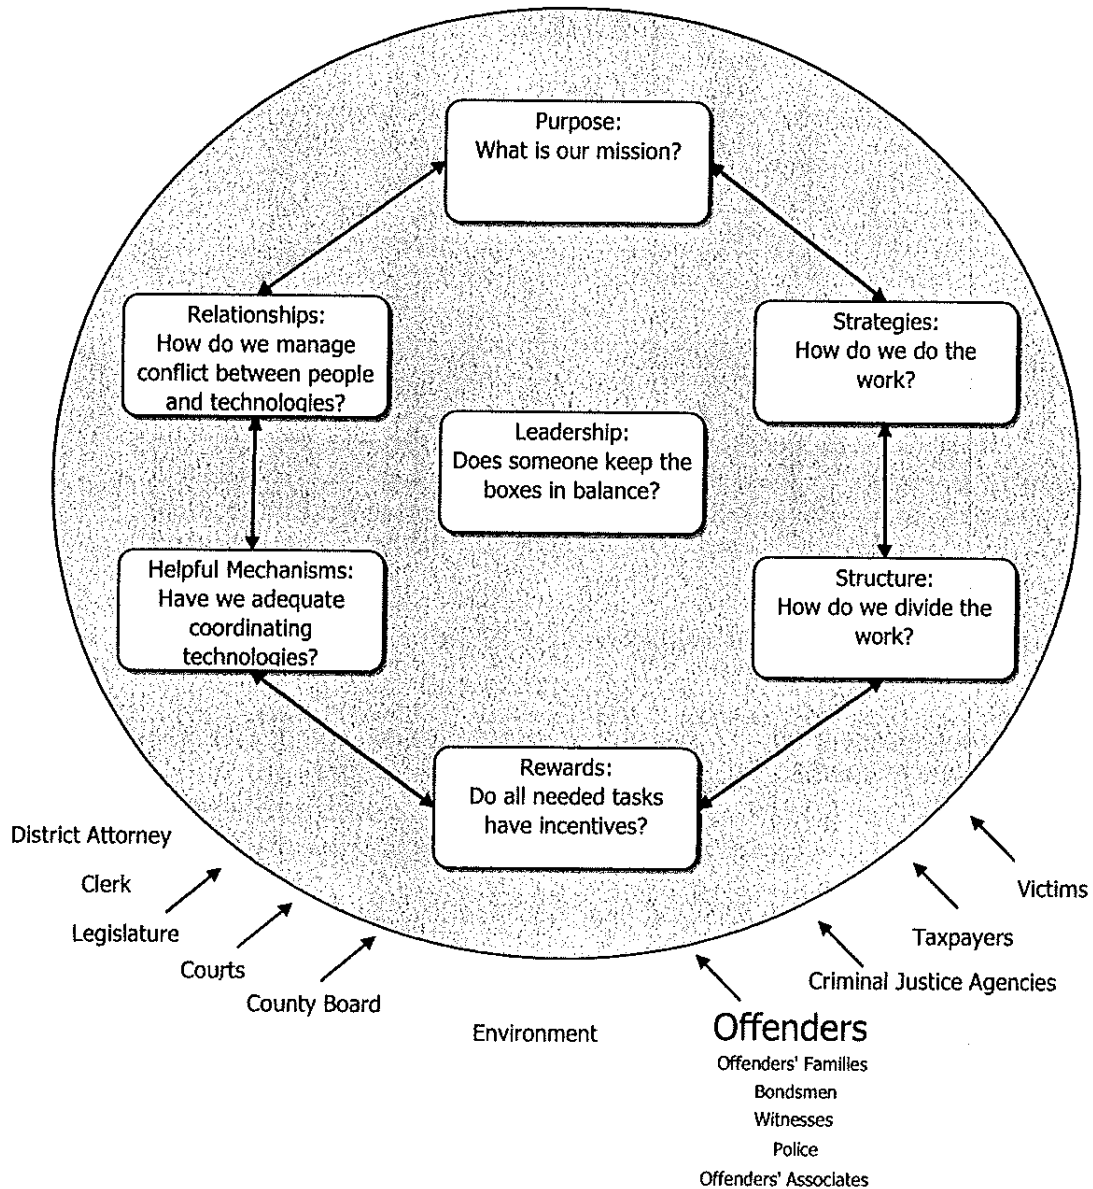 Purpose:
What is our mission?
Relationships:
How do we manage
conflict between people
and technologies?
Strategies:
How do we do the
work?
Leadership:
Does someone keep the
boxes in balance?
Helpful Mechanisms:
Have we adequate
coordinating
technologies?
Structure:
How do we divide the
work?
Rewards:
Do all needed tasks
have incentives?
District Attorney
Clerk
Legislature
Courts
County Board
Environment
Victims
Taxpayers
Criminal Justice Agencies
Offenders
Offenders' Families
Bondsmen
Witnesses
Police
Offenders' Associates